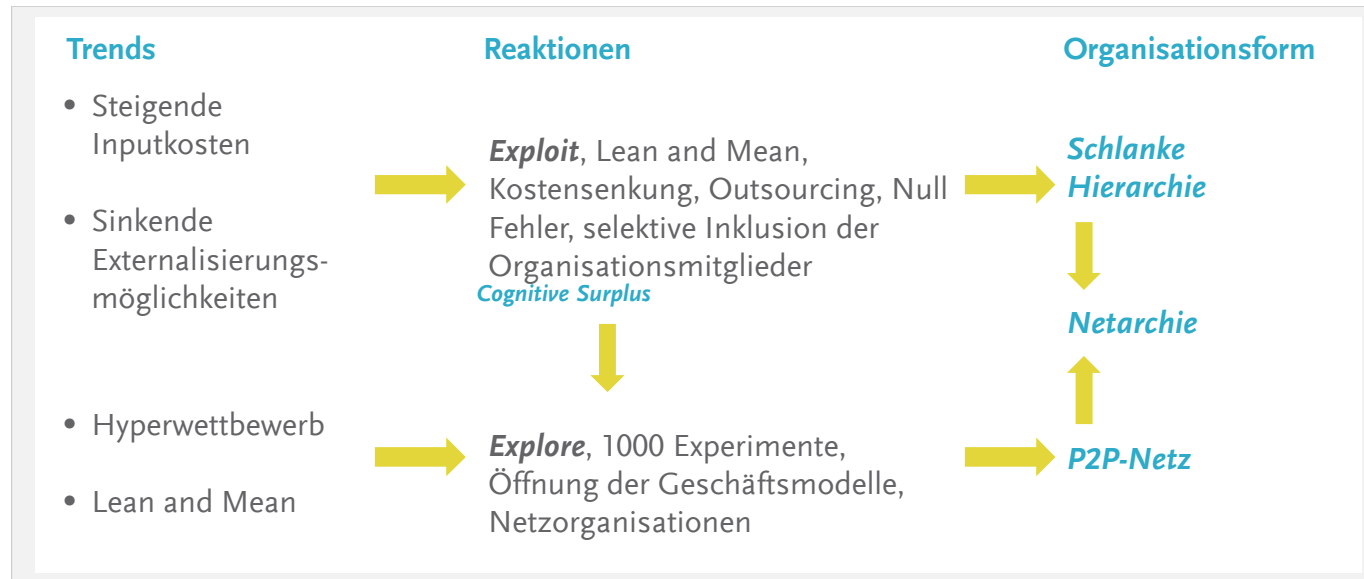 Trends
• Steigende
Inputkosten
• Sinkende
Externalisierungs-
möglichkeiten
• Hyperwettbewerb
• Lean and Mean
Reaktionen
Exploit, Lean and Mean,
Kostensenkung, Outsourcing, Null
Fehler, selektive Inklusion der
Organisationsmitglieder
Cognitive Surplus
Explore, 1000 Experimente,
Öffnung der Geschäftsmodelle,
Netzorganisationen
Organisationsform
Schlanke
Hierarchie
Netarchie
P2P-Netz